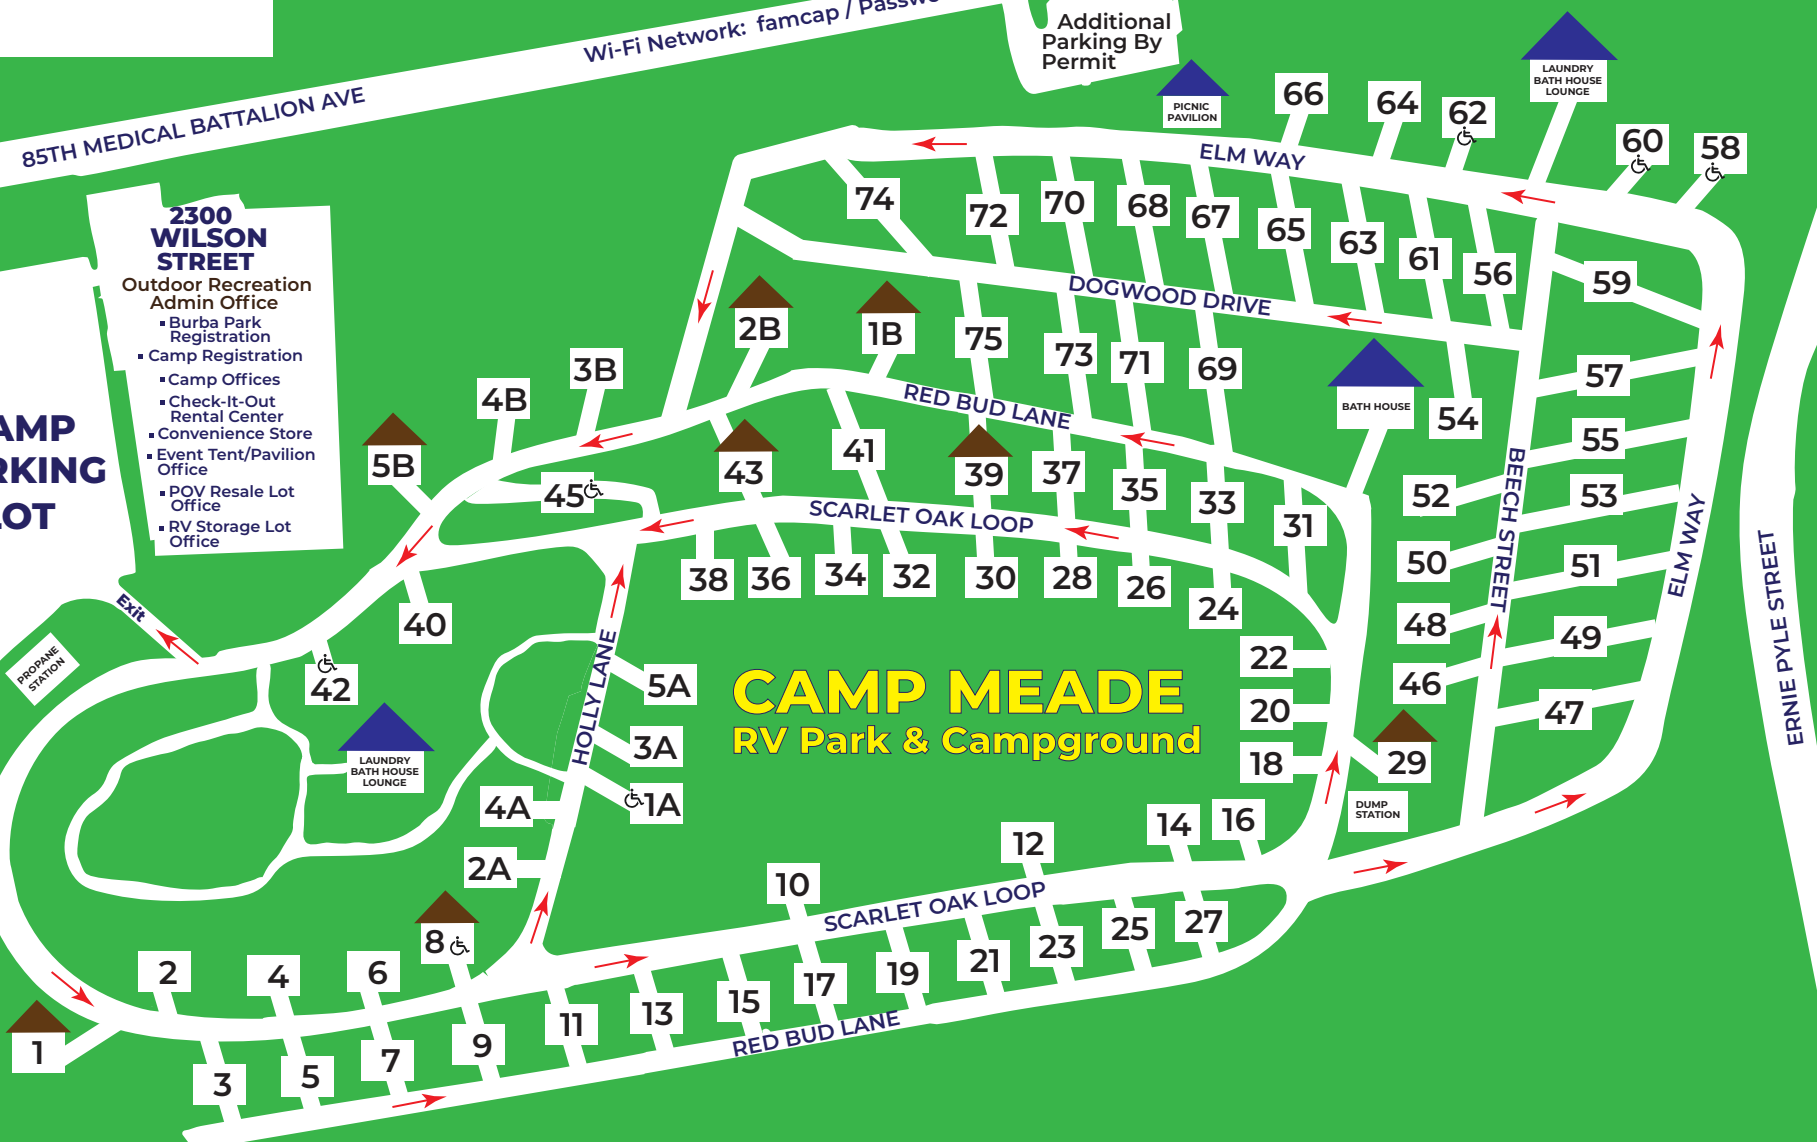 Wi-Fi Network: famcap / Passw
85TH MEDICAL BATTALION AVE
Additional
Parking By
Permit
PICNIC
PAVILION
LAUNDRY
BATH HOUSE
LOUNGE
66
64
62
60
58
ELM WAY
74
72
70
68
67
65
63
61
56
59
DOGWOOD DRIVE
2300
WILSON
STREET
Outdoor Recreation
Admin Office
▪ Burba Park
Registration
▪ Camp Registration
▪ Camp Offices
▪ Check-It-Out
Rental Center
▪ Convenience Store
▪ Event Tent/Pavilion
Office
▪ POV Resale Lot
Office
▪ RV Storage Lot
Office
AMP
RKING
LOT
2B
1B
75
73
71
69
54
57
BATH HOUSE
3B
4B
5B
RED BUD LANE
45
43
41
39
37
35
33
31
52
55
53
BEECH STREET
SCARLET OAK LOOP
38
36
34
32
30
28
26
24
50
51
48
49
46
47
ELM WAY
ERNIE PYLE STREET
Exit
PROPANE
STATION
40
42
LAUNDRY
BATH HOUSE
LOUNGE
HOLLY LANE
5A
3A
1A
4A
2A
CAMP MEADE
RV Park & Campground
22
20
18
29
DUMP
STATION
16
14
12
10
8
SCARLET OAK LOOP
27
25
23
21
19
17
15
13
11
9
7
6
5
4
3
2
1
RED BUD LANE